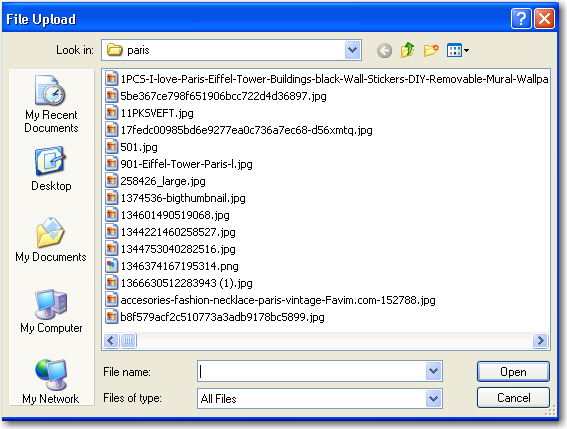 File Upload
Look in: paris
My Recent
Documents
Desktop
My Documents
My Computer
My Network
1PCS-I-love-Paris-Eiffel-Tower-Buildings-black-Wall-Stickers-DIY-Removable-Mural-Wallpa
5be367ce798f651906bcc722d4d36897.jpg
11PKSVEFT.jpg
17fedc00985bd6e9277ea0c736a7ec68-d56xmtq.jpg
501.jpg
901-Eiffel-Tower-Paris-l.jpg
258426_large.jpg
1374536-bigthumbnail.jpg
134601490519068.jpg
1344221460258527.jpg
1344753040282516.jpg
1346374167195314.png
1366630512283943 (1).jpg
accesories-fashion-necklace-paris-vintage-Favim.com-152788.jpg
b8f579acf2c510773a3adb9178bc5899.jpg
File name: Open
Files of type: All Files Cancel